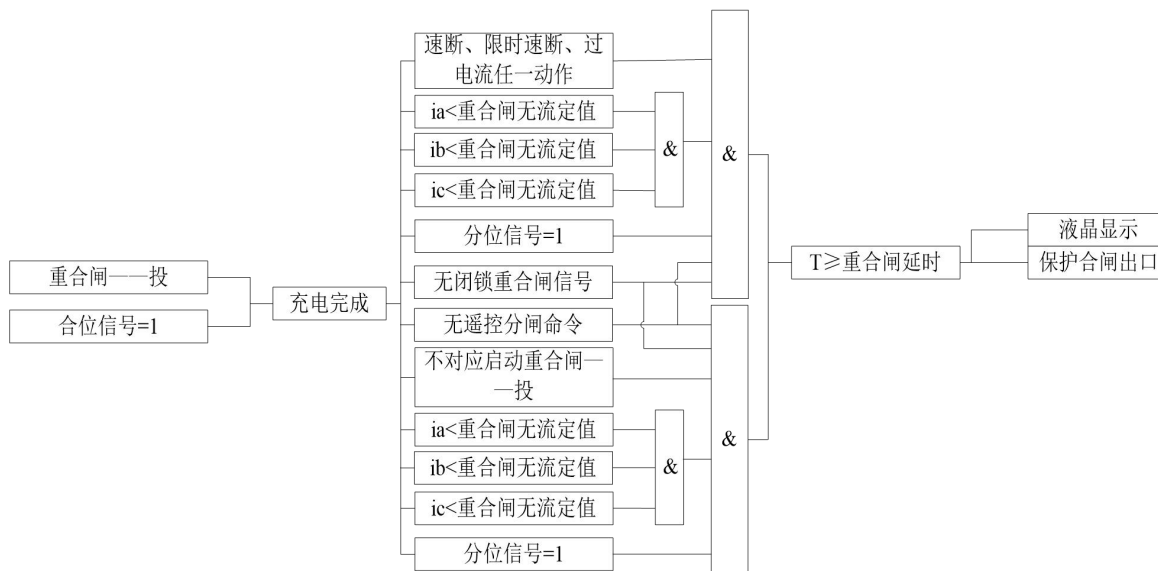 重合闸——投
合位信号=1
充电完成
速断、限时速断、过
电流任一动作
ia<重合闸无流定值
ib<重合闸无流定值
ic<重合闸无流定值
&
分位信号=1
无闭锁重合闸信号
无遥控分闸命令
不对应启动重合闸—
—投
ia<重合闸无流定值
ib<重合闸无流定值
ic<重合闸无流定值
&
分位信号=1
&
&
T≥重合闸延时
液晶显示
保护合闸出口